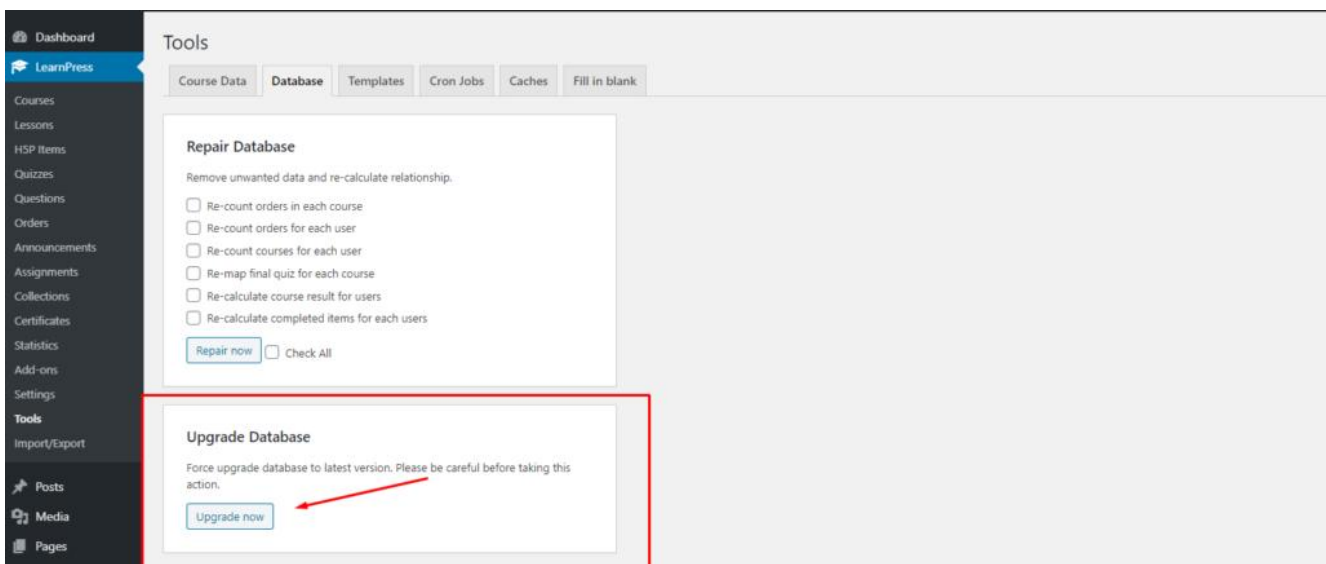 Dashboard
LearnPress
Courses
Lessons
H5P Items
Quizzes
Questions
Orders
Announcements
Assignments
Collections
Certificates
Statistics
Add-ons
Settings
Tools
Import/Export
Posts
Media
Pages
Tools
Course Data Database Templates Cron Jobs Caches Fill in blank
Repair Database
Remove unwanted data and re-calculate relationship.
Re-count orders in each course
Re-count orders for each user
Re-count courses for each user
Re-map final quiz for each course
Re-calculate course result for users
Re-calculate completed items for each users
Repair now Check All
Upgrade Database
Force upgrade database to latest version. Please be careful before taking this
action.
Upgrade now